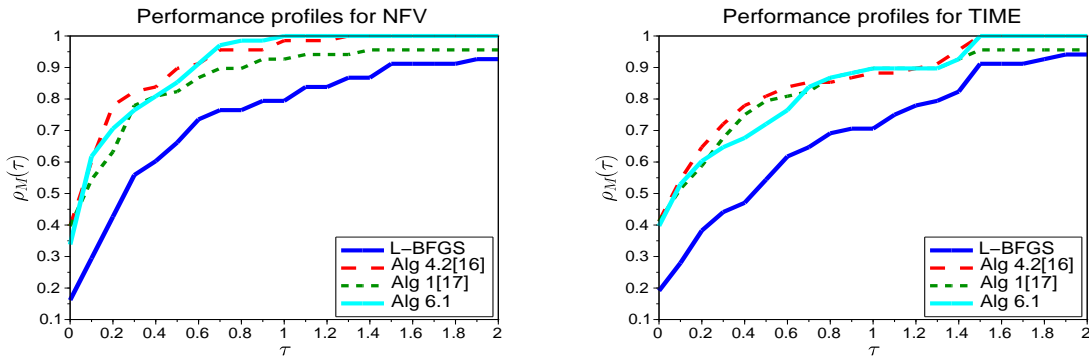 Performance profiles for NFV
1
0.9
0.8
0.7
0.6
0.5
0.4
0.3
0.2
0.1
ρM(τ)
0 0.2 0.4 0.6 0.8 1 1.2 1.4 1.6 1.8 2
τ
L−BFGS
Alg 4.2[16]
Alg 1[17]
Alg 6.1
Performance profiles for TIME
1
0.9
0.8
0.7
0.6
0.5
0.4
0.3
0.2
0.1
ρM(τ)
0 0.2 0.4 0.6 0.8 1 1.2 1.4 1.6 1.8 2
τ
L−BFGS
Alg 4.2[16]
Alg 1[17]
Alg 6.1